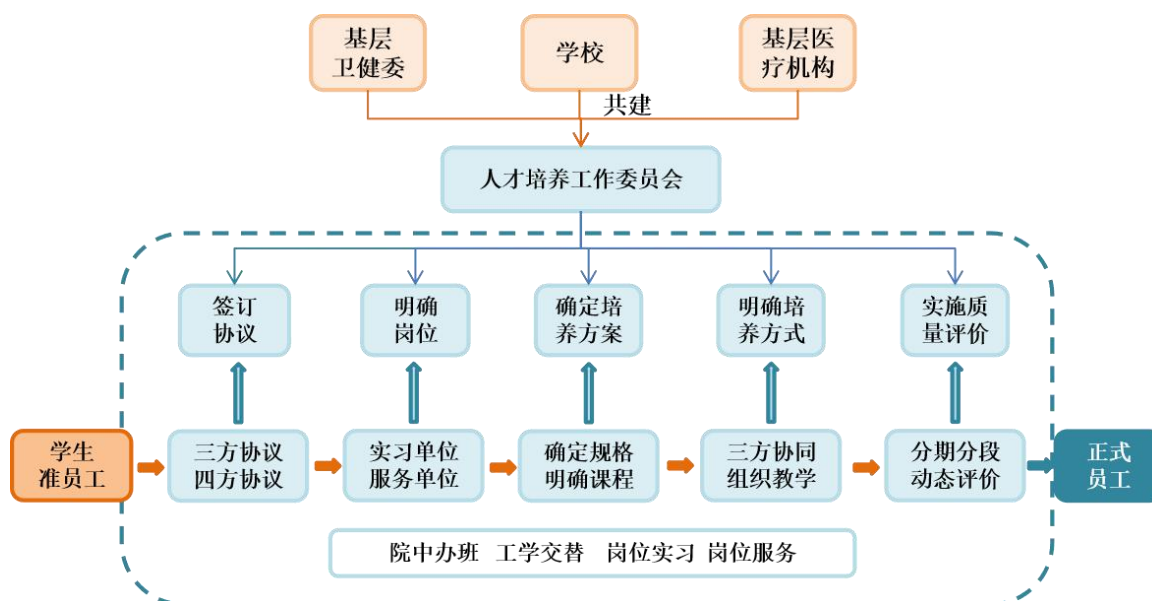 基层
卫健委
学校
基层医
疗机构
共建
人才培养工作委员会
签订
协议
明确
岗位
确定培
养方案
明确培
养方式
实施质
量评价
学生
准员工
三方协议
四方协议
实习单位
服务单位
确定规格
明确课程
三方协同
组织教学
分期分段
动态评价
正式
员工
院中办班 工学交替 岗位实习 岗位服务